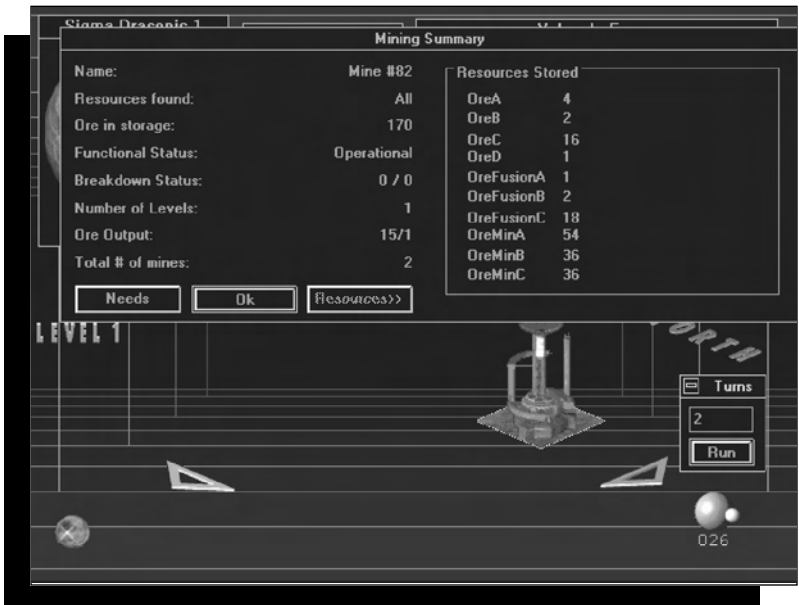 Sigma Draconis 1
Mining Summary
Name: Mine #82
Resources found: All
Ore in storage: 170
Functional Status: Operational
Breakdown Status: 0 / 0
Number of Levels: 1
Ore Output: 15/1
Total # of mines: 2
Needs
Ok
Resources>>
Resources Stored
OreA 4
OreB 2
OreC 16
OreD 1
OreFusionA 1
OreFusionB 2
OreFusionC 18
OreMinA 54
OreMinB 36
OreMinC 36
LEVEL 1
ORTH
Turns
2
Run
026